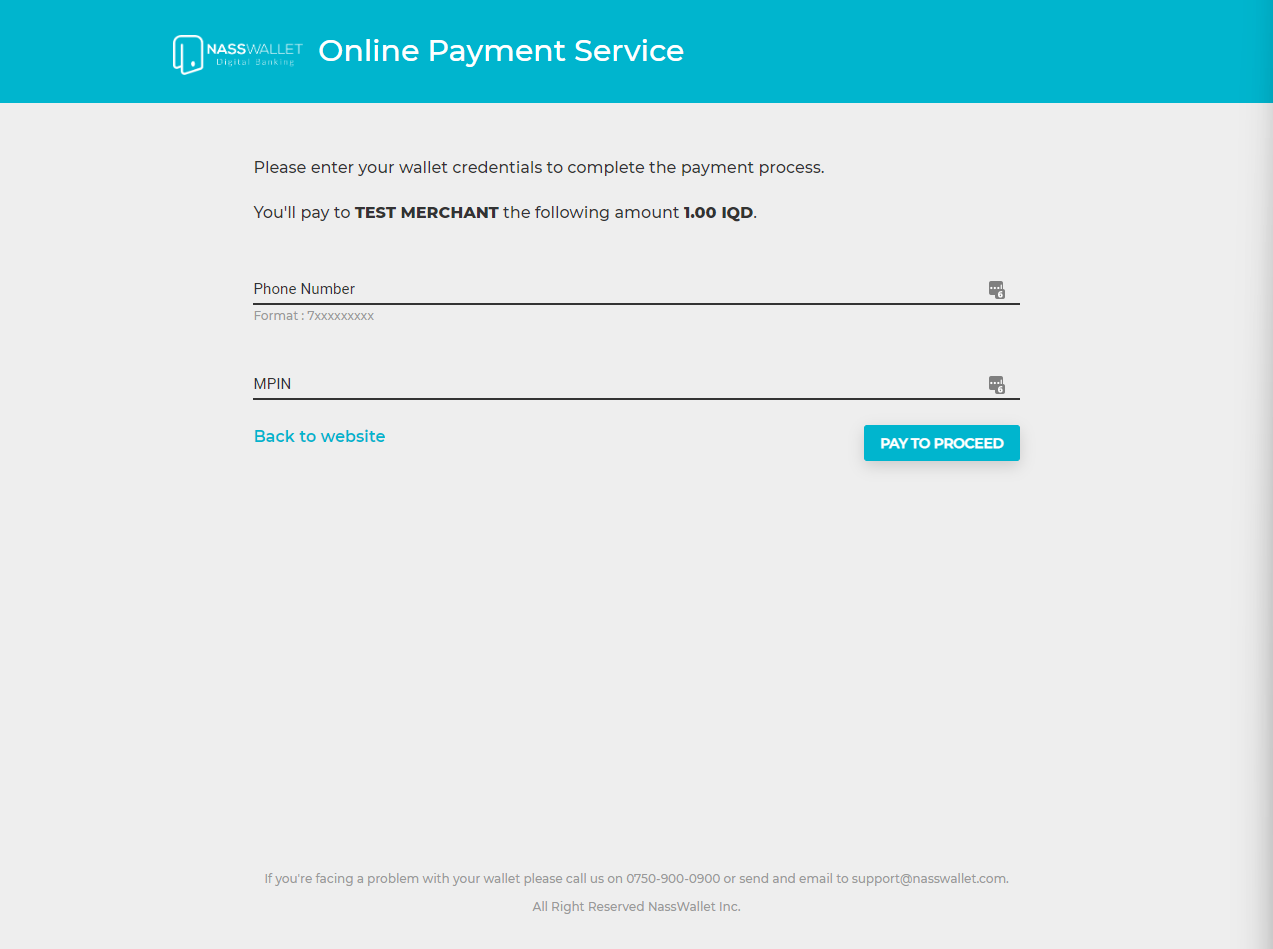 NASSWALLET
Digital Banking
Online Payment Service
Please enter your wallet credentials to complete the payment process.
You'll pay to TEST MERCHANT the following amount 1.00 IQD.
Phone Number
6
Format : 7xxxxxxxxx
MPIN
6
Back to website
PAY TO PROCEED
If you're facing a problem with your wallet please call us on 0750-900-0900 or send and email to support@nasswallet.com.
All Right Reserved NassWallet Inc.